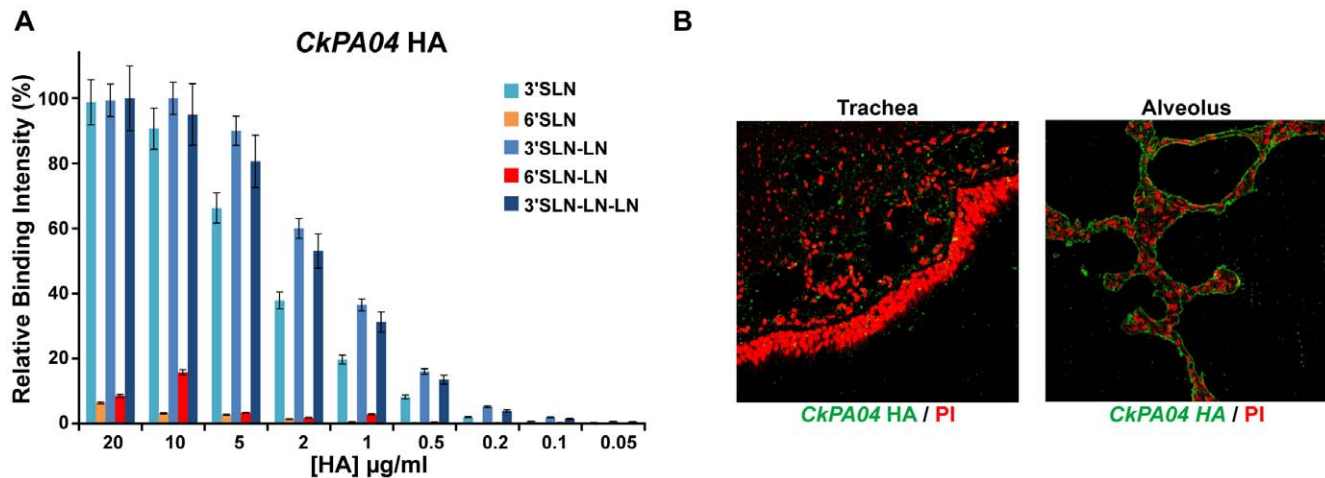 A
CkPA04 HA
Relative Binding Intensity (%)
100
80
60
40
20
0
3'SLN
6'SLN
3'SLN-LN
6'SLN-LN
3'SLN-LN-LN
20 10 5 2 1 0.5 0.2 0.1 0.05
[HA] µg/ml
B
Trachea
CkPA04 HA / PI
Alveolus
CkPA04 HA / PI